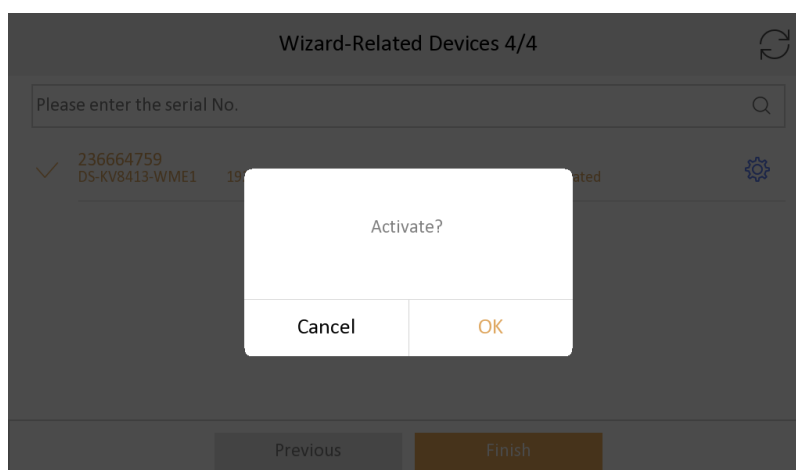 Wizard-Related Devices 4/4
Please enter the serial No.
236664759
DS-KV8413-WME1 19
Activate?
Cancel OK
Previous Finish